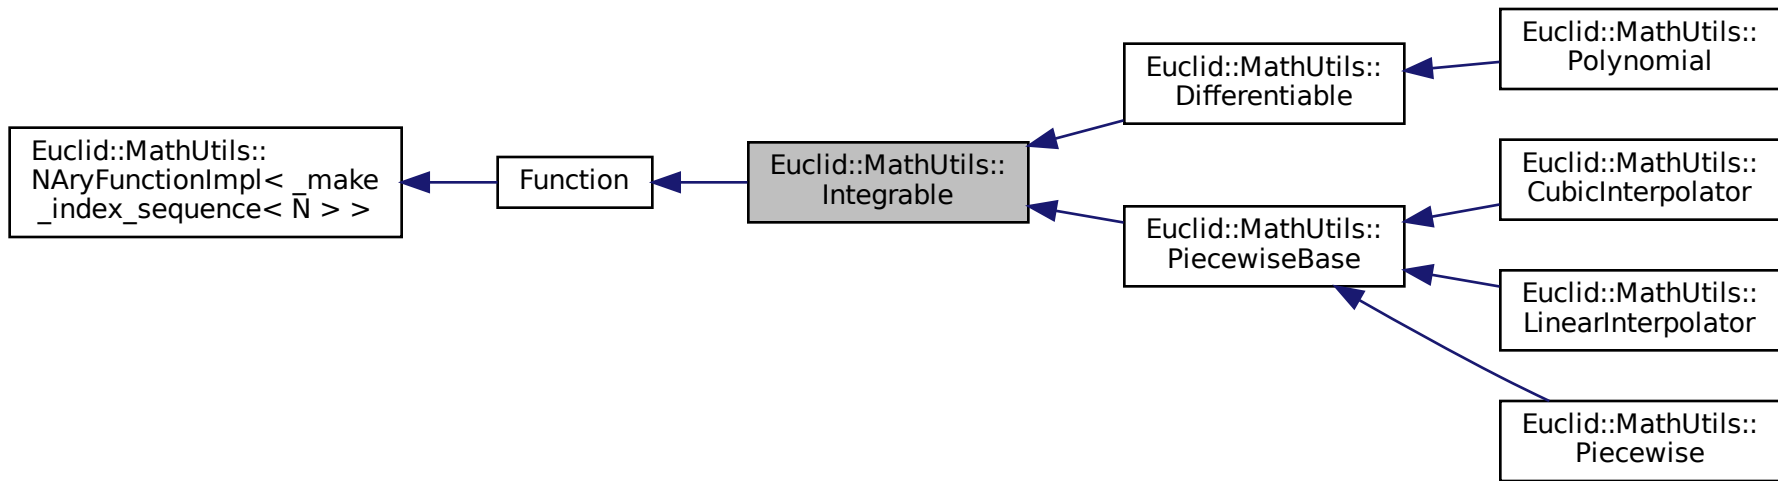 Euclid::MathUtils::
NAryFunctionImpl< _make
_index_sequence< N > >
Function
Euclid::MathUtils::
Integrable
Euclid::MathUtils::
Differentiable
Euclid::MathUtils::
PiecewiseBase
Euclid::MathUtils::
Polynomial
Euclid::MathUtils::
CubicInterpolator
Euclid::MathUtils::
LinearInterpolator
Euclid::MathUtils::
Piecewise